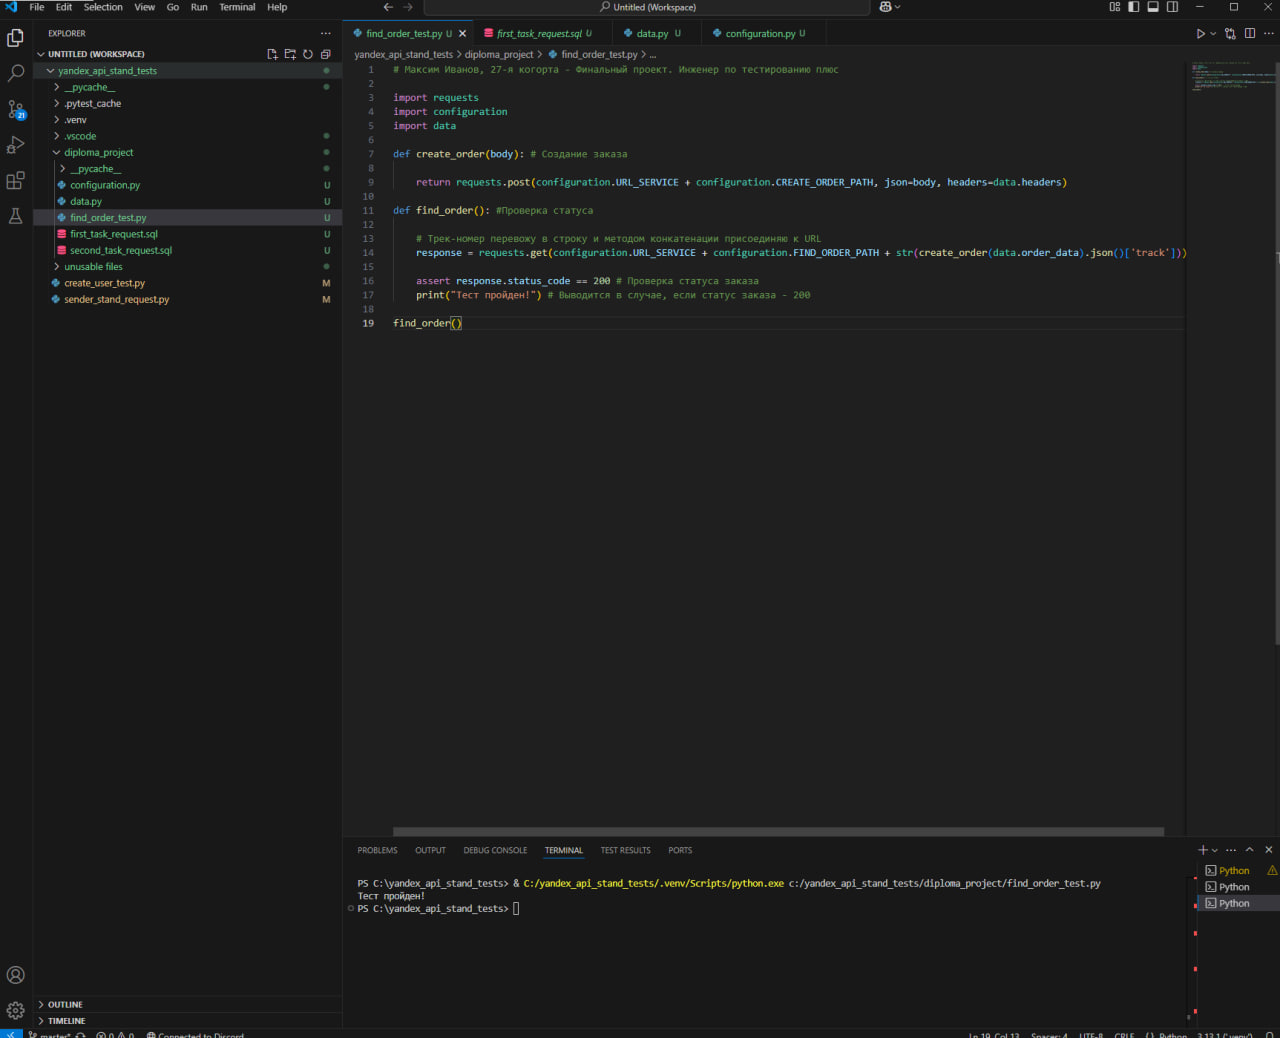 File Edit Selection View Go Run Terminal Help
Untitled (Workspace)
EXPLORER
UNTITLED (WORKSPACE)
yandex_api_stand_tests
__pycache__
.pytest_cache
.venv
.vscode
diploma_project
__pycache__
configuration.py U
data.py U
find_order_test.py U
first_task_request.sql U
second_task_request.sql U
unusable files
create_user_test.py M
sender_stand_request.py M
OUTLINE
TIMELINE
21
find_order_test.py U first_task_request.sql U data.py U configuration.py U
yandex_api_stand_tests > diploma_project > find_order_test.py > ...
1 # Максим Иванов, 27-я когорта - Финальный проект. Инженер по тестированию плюс
2
3 import requests
4 import configuration
5 import data
6
7 def create_order(body): # Создание заказа
8
9 return requests.post(configuration.URL_SERVICE + configuration.CREATE_ORDER_PATH, json=body, headers=data.headers)
10
11 def find_order(): #Проверка статуса
12
13 # Трек-номер перевожу в строку и методом конкатенации присоединяю к URL
14 response = requests.get(configuration.URL_SERVICE + configuration.FIND_ORDER_PATH + str(create_order(data.order_data).json()['track']))
15
16 assert response.status_code == 200 # Проверка статуса заказа
17 print("Тест пройден!") # Выводится в случае, если статус заказа - 200
18
19 find_order()
PROBLEMS OUTPUT DEBUG CONSOLE TERMINAL TEST RESULTS PORTS
PS C:\yandex_api_stand_tests> & C:/yandex_api_stand_tests/.venv/Scripts/python.exe c:/yandex_api_stand_tests/diploma_project/find_order_test.py
Тест пройден!
PS C:\yandex_api_stand_tests>
Python
Python
Python
master* 0 0 Connected to Discord Ln 19, Col 13 Spaces: 4 UTF-8 CRLF { } Python 3.13.1 ('.venv')